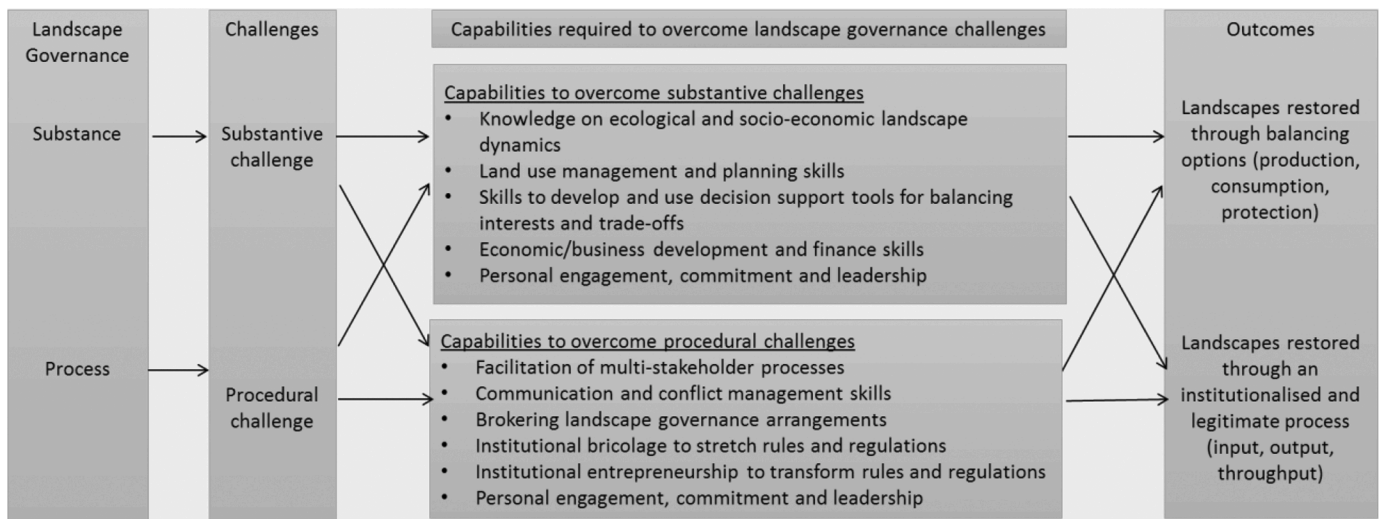 Landscape
Governance
Challenges
Capabilities required to overcome landscape governance challenges
Outcomes
Substance
Substantive
challenge
Capabilities to overcome substantive challenges
• Knowledge on ecological and socio-economic landscape
dynamics
• Land use management and planning skills
• Skills to develop and use decision support tools for balancing
interests and trade-offs
• Economic/business development and finance skills
• Personal engagement, commitment and leadership
Landscapes restored
through balancing
options (production,
consumption,
protection)
Process
Procedural
challenge
Capabilities to overcome procedural challenges
• Facilitation of multi-stakeholder processes
• Communication and conflict management skills
• Brokering landscape governance arrangements
• Institutional bricolage to stretch rules and regulations
• Institutional entrepreneurship to transform rules and regulations
• Personal engagement, commitment and leadership
Landscapes restored
through an
institutionalised and
legitimate process
(input, output,
throughput)